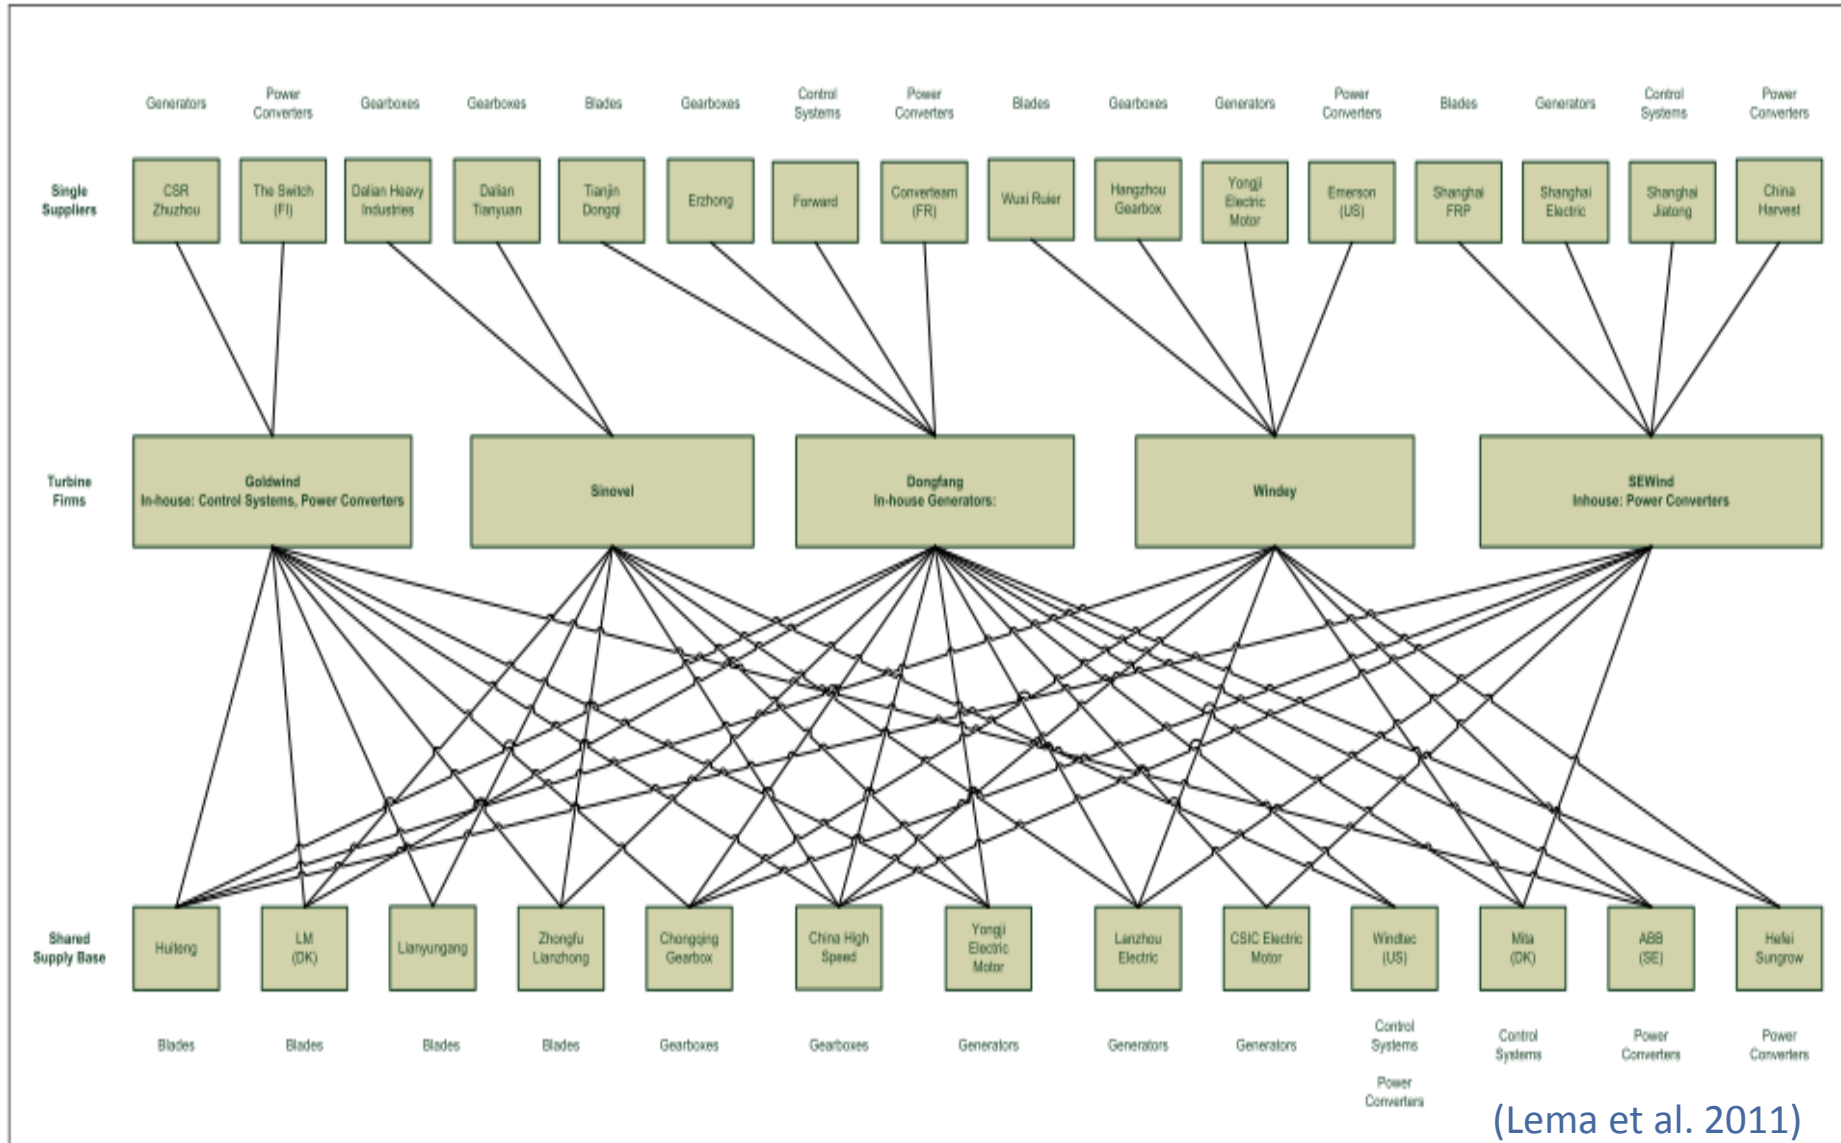 Generators
Power
Converters
Gearboxes
Gearboxes
Blades
Gearboxes
Control
Systems
Power
Converters
Blades
Gearboxes
Generators
Power
Converters
Blades
Generators
Control
Systems
Power
Converters
Single
Suppliers
CSR
Zhuzhou
The Switch
(FI)
Dalian Heavy
Industries
Dalian
Tianyuan
Tianjin
Dongqi
Erzhong
Forward
Converteam
(FR)
Wuxi Ruier
Hangzhou
Gearbox
Yongji
Electric
Motor
Emerson
(US)
Shanghai
FRP
Shanghai
Electric
Shanghai
Jiatong
China
Harvest
Turbine
Firms
Goldwind
In-house: Control Systems, Power Converters
Sinovel
Dongfang
In-house Generators:
Windey
SEWind
Inhouse: Power Converters
Shared
Supply Base
Huiteng
LM
(DK)
Lianyungang
Zhongfu
Lianzhong
Chongqing
Gearbox
China High
Speed
Yongji
Electric
Motor
Lanzhou
Electric
CSIC Electric
Motor
Windtec
(US)
Mita
(DK)
ABB
(SE)
Hefei
Sungrow
Blades
Blades
Blades
Blades
Gearboxes
Gearboxes
Generators
Generators
Generators
Control
Systems
Power
Converters
Control
Systems
Power
Converters
Power
Converters
(Lema et al. 2011)